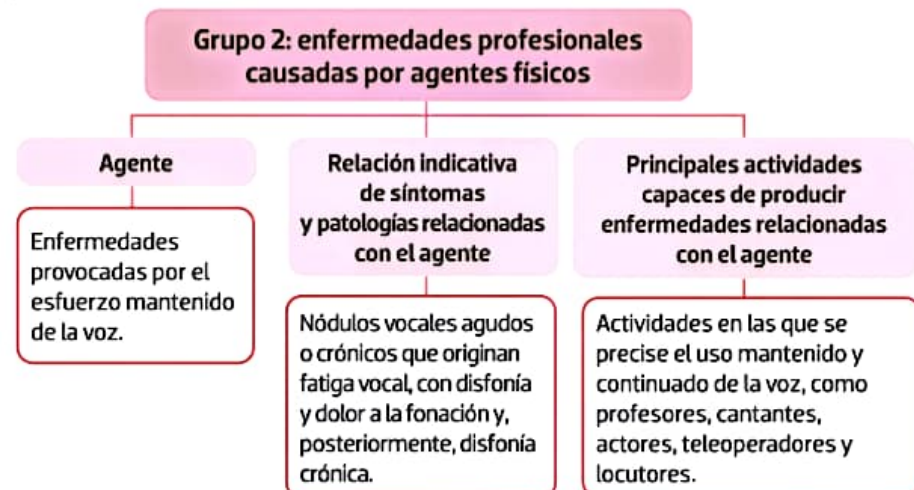 Grupo 2: enfermedades profesionales
causadas por agentes físicos
Agente
Enfermedades
provocadas por el
esfuerzo mantenido
de la voz.
Relación indicativa
de síntomas
y patologías relacionadas
con el agente
Nódulos vocales agudos
o crónicos que originan
fatiga vocal, con disfonía
y dolor a la fonación y,
posteriormente, disfonía
crónica.
Principales actividades
capaces de producir
enfermedades relacionadas
con el agente
Actividades en las que se
precise el uso mantenido y
continuado de la voz, como
profesores, cantantes,
actores, teleoperadores y
locutores.